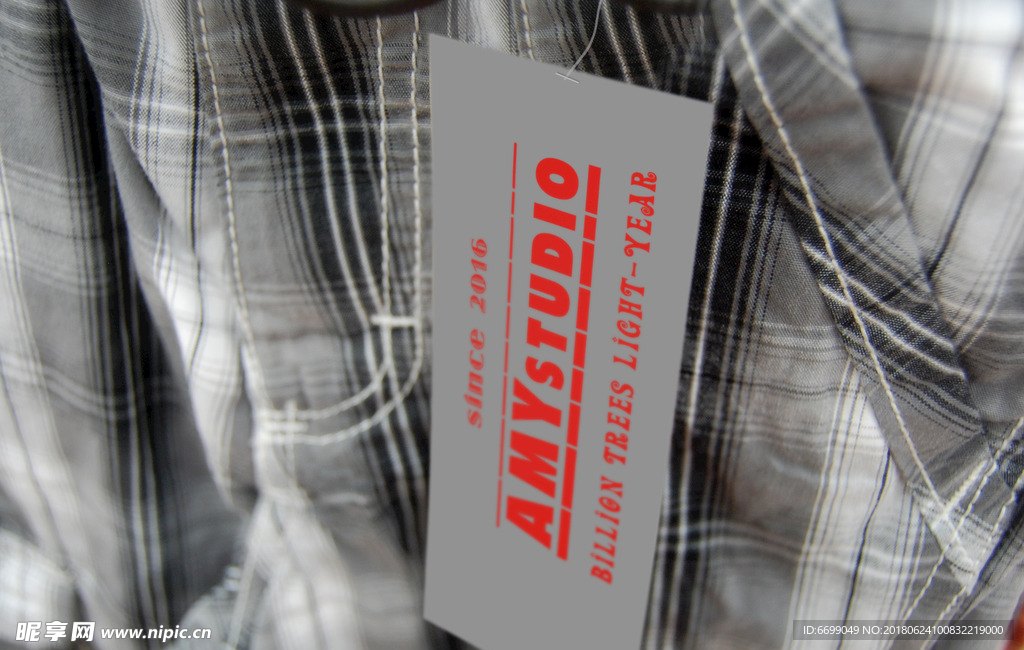 since 2016
AMYsTUDIO
BiLLiON TREES LiGHT-YEAR
昵享网 www.nipic.cn
ID:6699049 NO:20180624100832219000